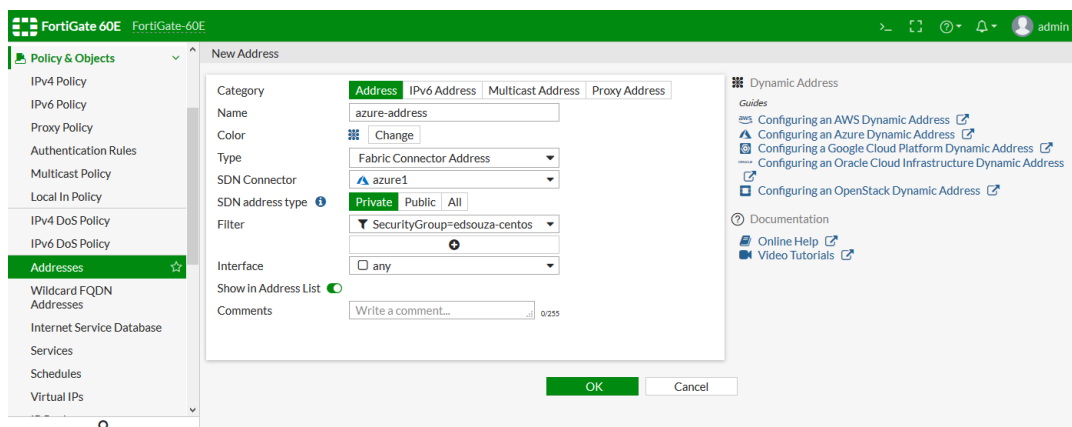 FortiGate 60E FortiGate-60E
>_ admin
Policy & Objects
IPv4 Policy
IPv6 Policy
Proxy Policy
Authentication Rules
Multicast Policy
Local In Policy
IPv4 DoS Policy
IPv6 DoS Policy
Addresses
Wildcard FQDN
Addresses
Internet Service Database
Services
Schedules
Virtual IPs
New Address
Category Address IPv6 Address Multicast Address Proxy Address
Name azure-address
Color Change
Type Fabric Connector Address
SDN Connector azure1
SDN address type Private Public All
Filter SecurityGroup=edsouza-centos
Interface any
Show in Address List
Comments Write a comment... 0/255
OK Cancel
Dynamic Address
Guides
aws Configuring an AWS Dynamic Address
Configuring an Azure Dynamic Address
Configuring a Google Cloud Platform Dynamic Address
Configuring an Oracle Cloud Infrastructure Dynamic Address
Configuring an OpenStack Dynamic Address
Documentation
Online Help
Video Tutorials